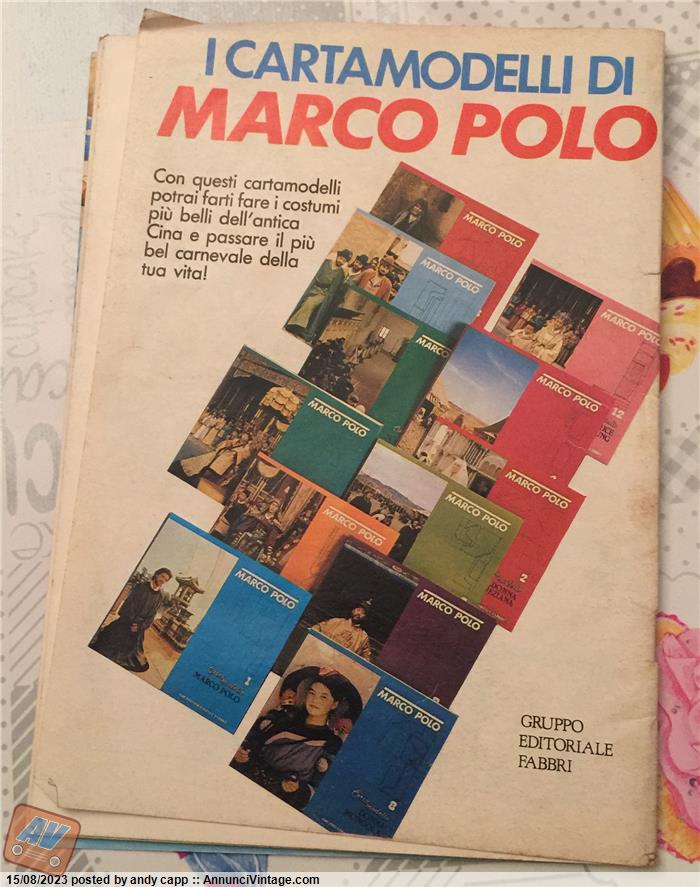 I CARTAMODELLI DI
MARCO POLO
Con questi cartamodelli
potrai farti fare i costumi
più belli dell'antica
Cina e passare il più
bel carnevale della
tua vita!
MARCO POLO
MARCO POLO
MARCO POLO
MARCO
MARCO POLO
12
MARCO POLO
MARCO POLO
MARCO POLO
2
DONNA
MARCO POLO
MARCO POLO
MARCO POLO
1
MARCO POLO
MARCO POLO
8
DONNA
GRUPPO
EDITORIALE
FABBRI
AV
15/08/2023 posted by andy capp :: AnnunciVintage.com